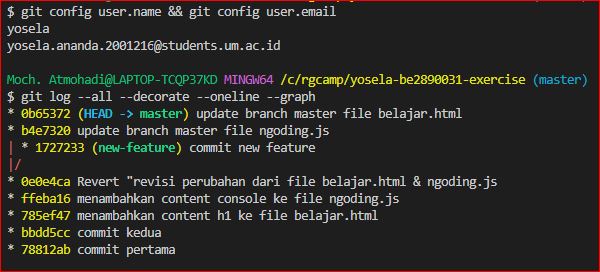 $ git config user.name && git config user.email
yosela
yosela.ananda.2001216@students.um.ac.id
Moch. Atmohadi@LAPTOP-TCQP37KD MINGW64 /c/rgcamp/yosela-be2890031-exercise (master)
$ git log --all --decorate --oneline --graph
* 0b65372 (HEAD -> master) update branch master file belajar.html
* b4e7320 update branch master file ngoding.js
| * 1727233 (new-feature) commit new feature
|/
* 0e0e4ca Revert "revisi perubahan dari file belajar.html & ngoding.js
* ffeba16 menambahkan content console ke file ngoding.js
* 785ef47 menambahkan content h1 ke file belajar.html
* bbdd5cc commit kedua
* 78812ab commit pertama